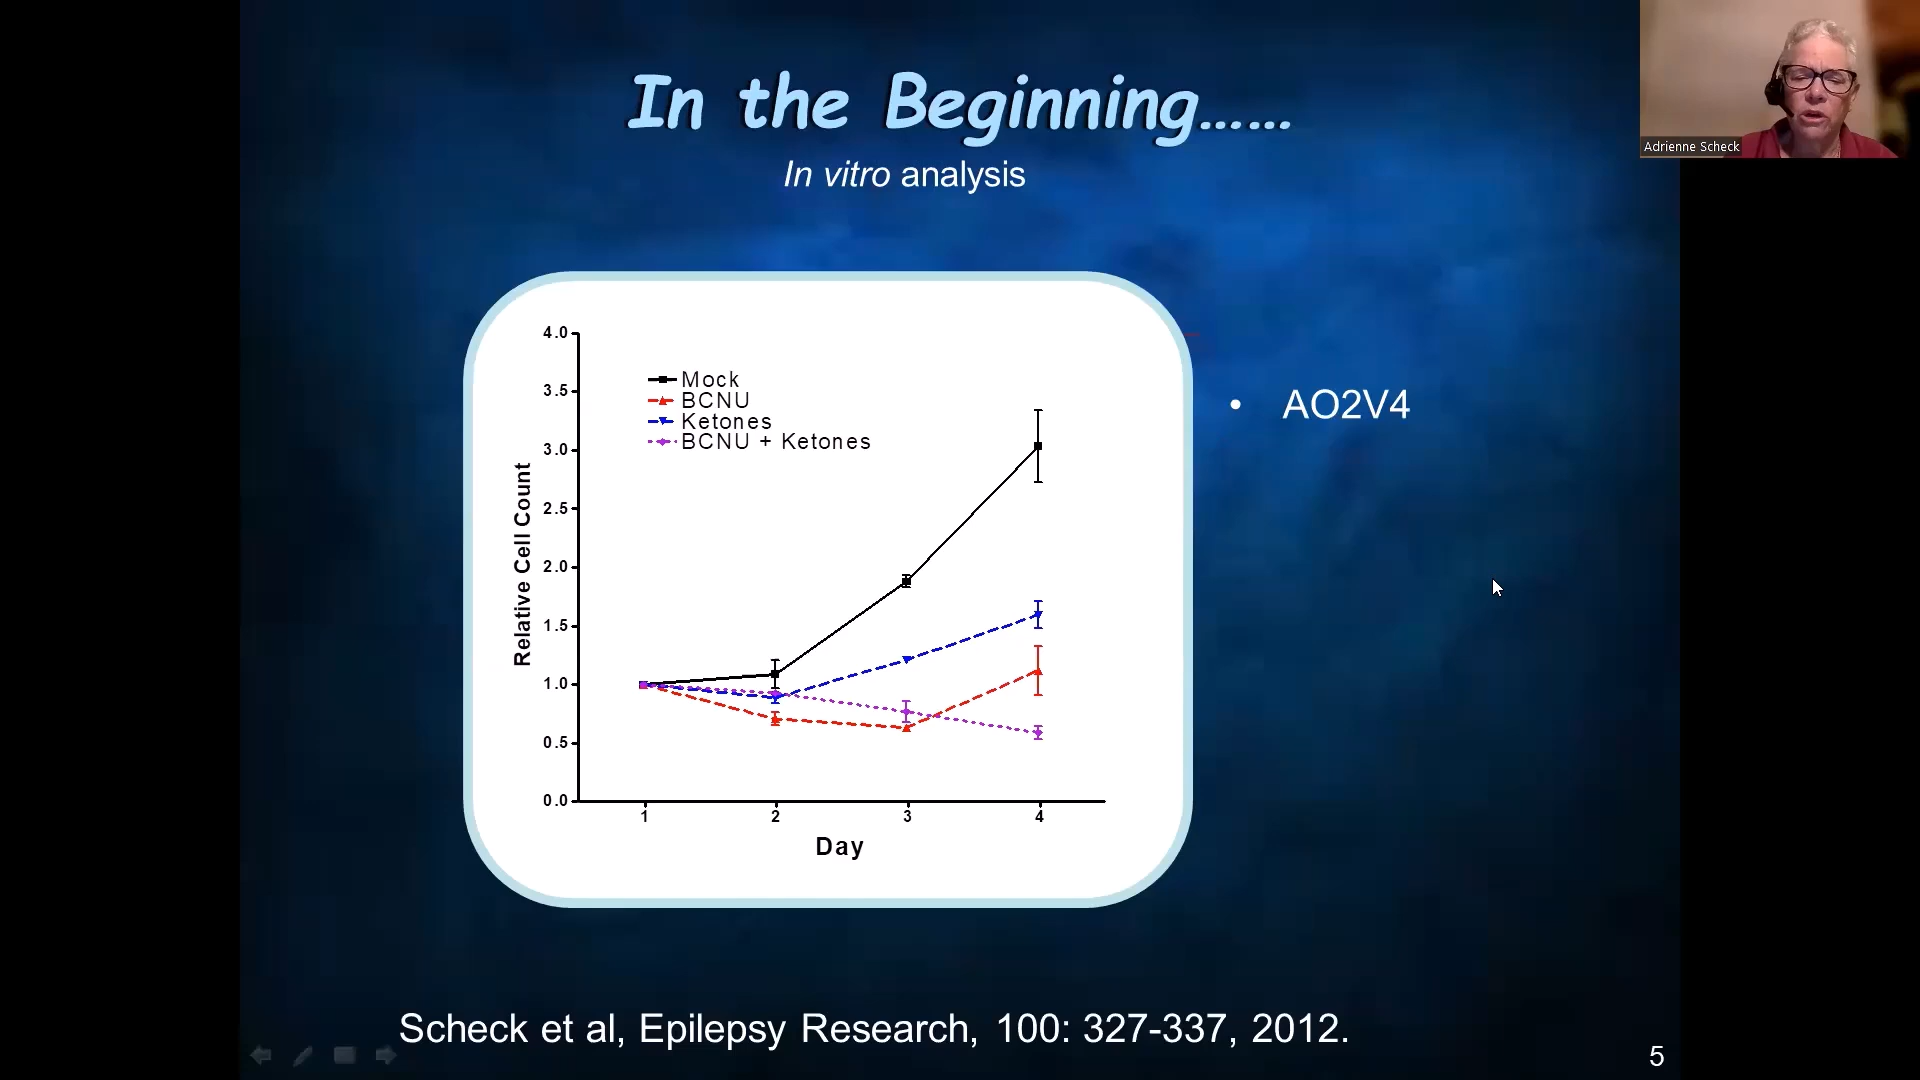 In the Beginning……
In vitro analysis
Adrienne Scheck
4.0
3.5
3.0
2.5
2.0
1.5
1.0
0.5
0.0
Relative Cell Count
Mock
BCNU
Ketones
BCNU + Ketones
1 2 3 4
Day
• AO2V4
Scheck et al, Epilepsy Research, 100: 327-337, 2012.
5